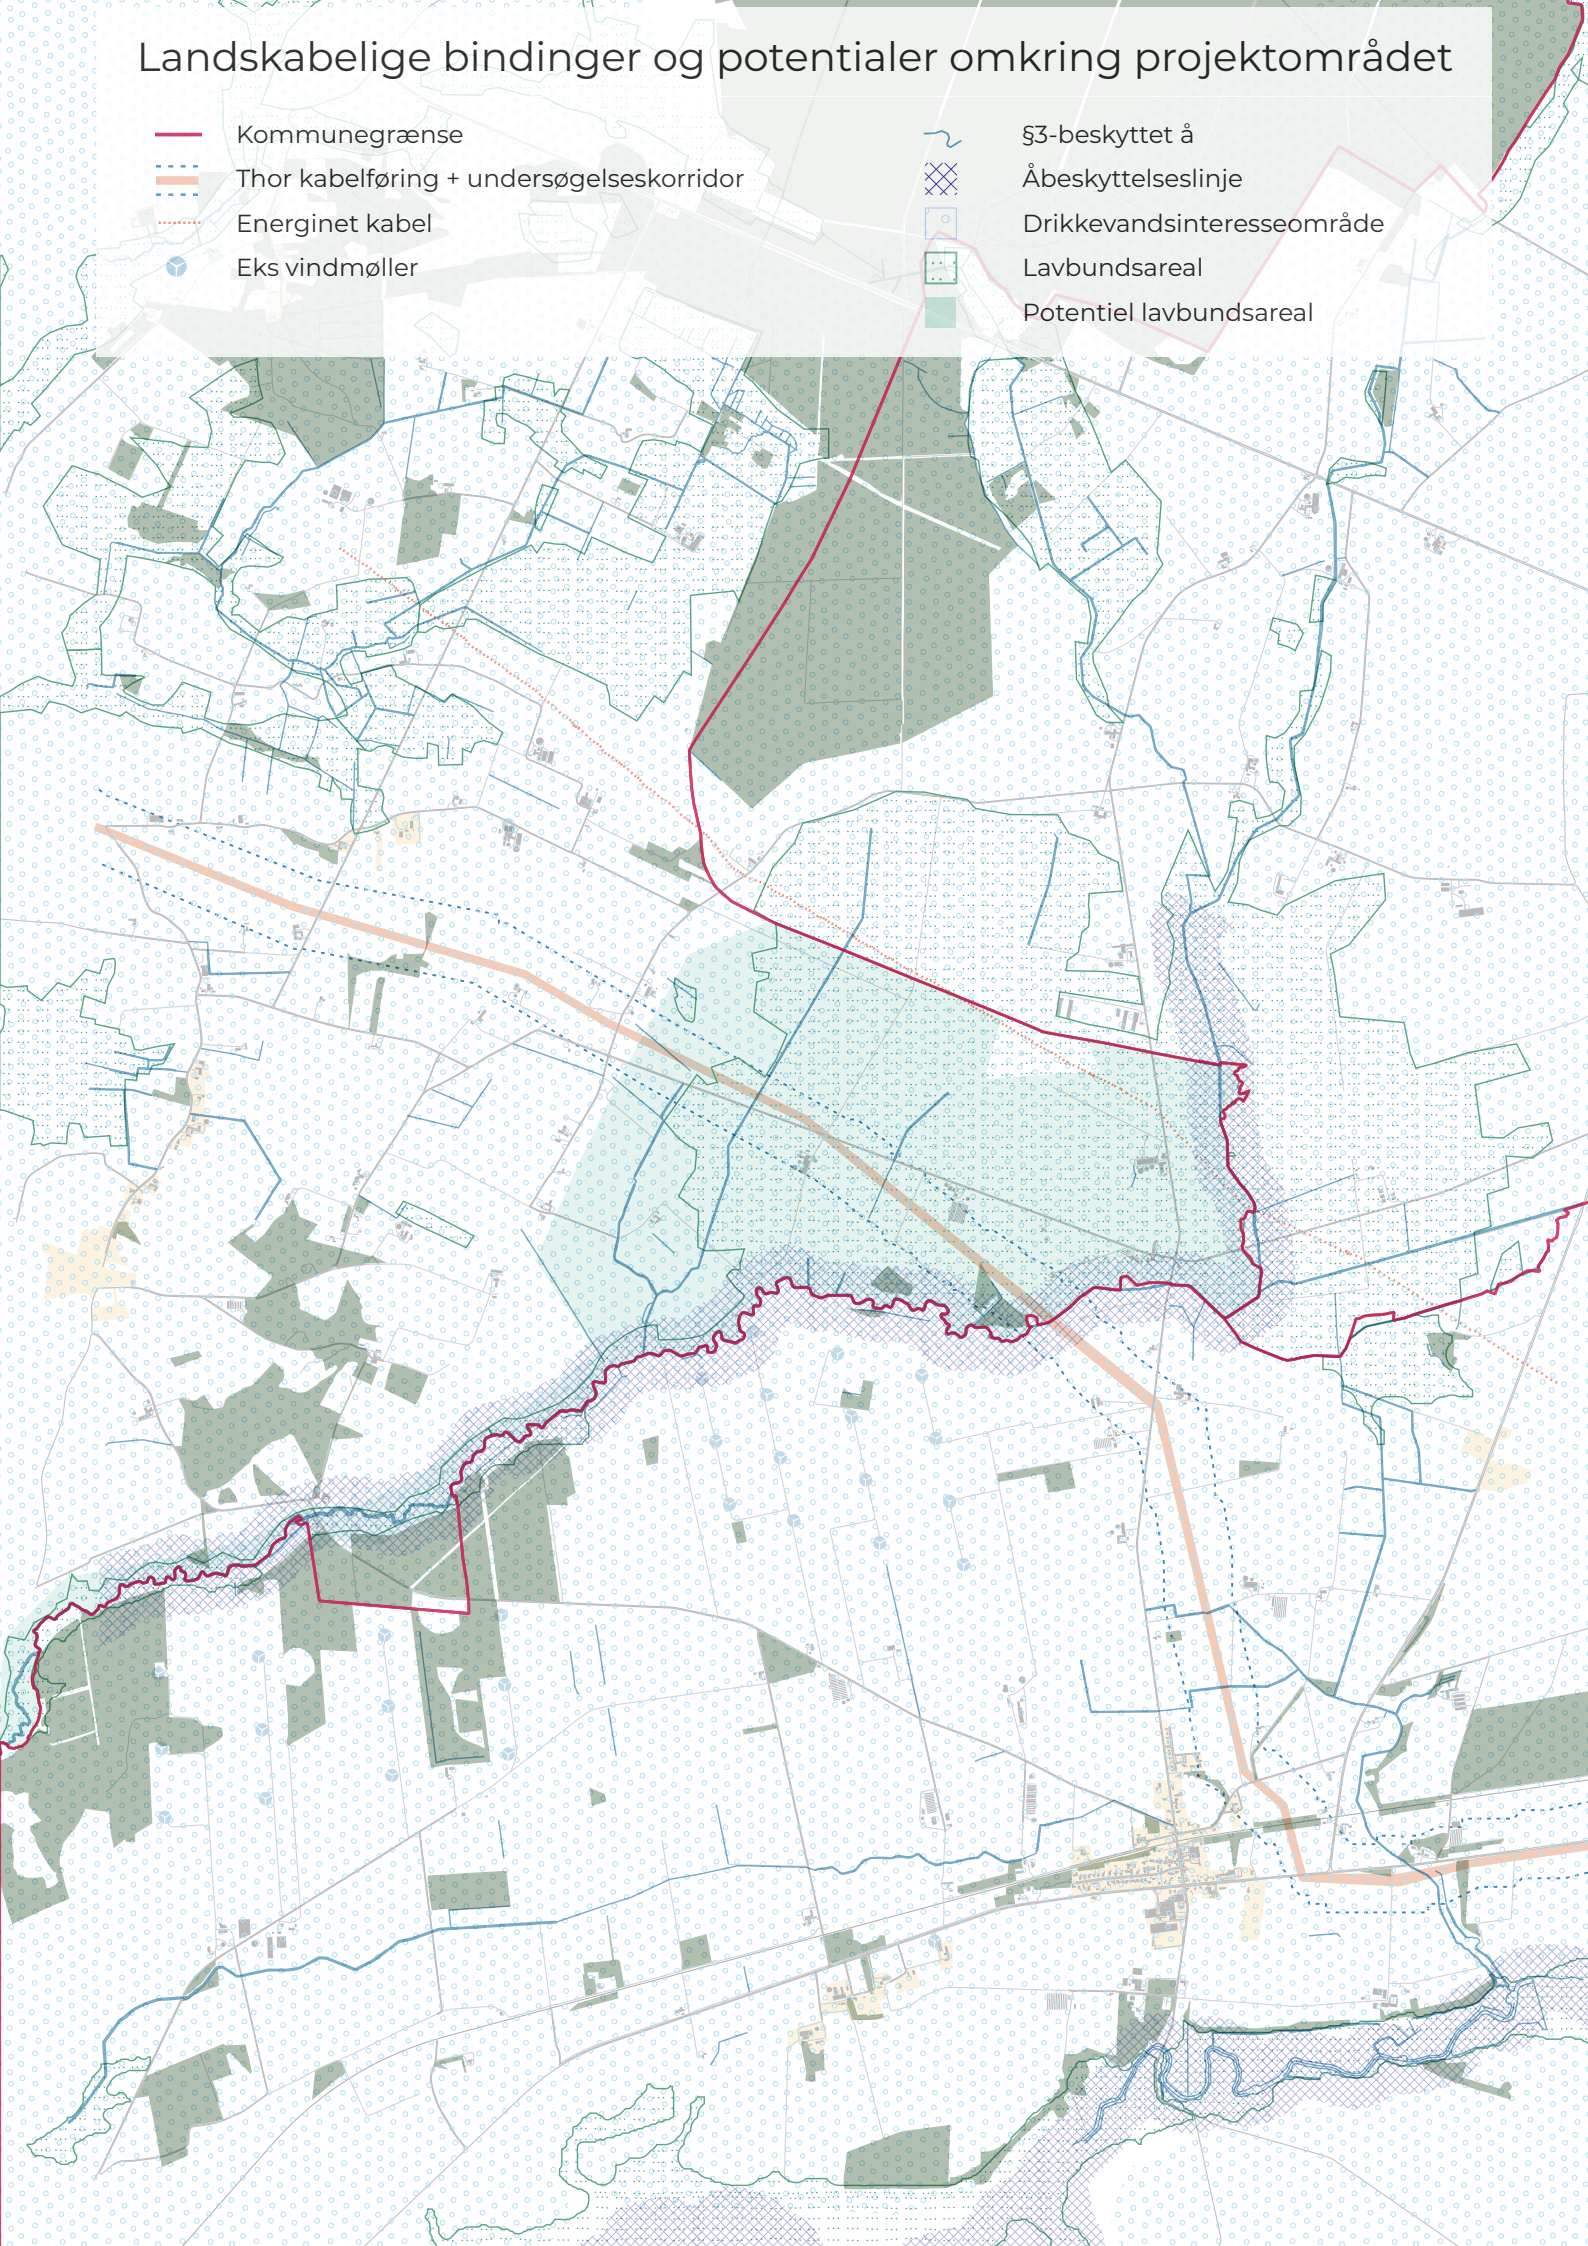 Landskabelige bindinger og potentialer omkring projektområdet
Kommunegrænse
Thor kabelføring + undersøgelseskorridor
Energinet kabel
Eks vindmøller
§3-beskyttet å
Åbeskyttelseslinje
Drikkevandsinteresseområde
Lavbundsareal
Potentiel lavbundsareal